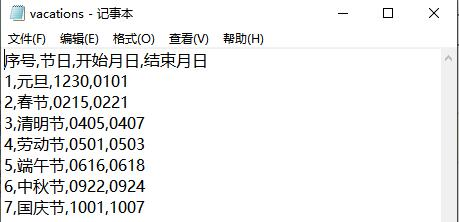 vacations - 记事本
文件(F) 编辑(E) 格式(O) 查看(V) 帮助(H)
序号,节日,开始月日,结束月日
1,元旦,1230,0101
2,春节,0215,0221
3,清明节,0405,0407
4,劳动节,0501,0503
5,端午节,0616,0618
6,中秋节,0922,0924
7,国庆节,1001,1007